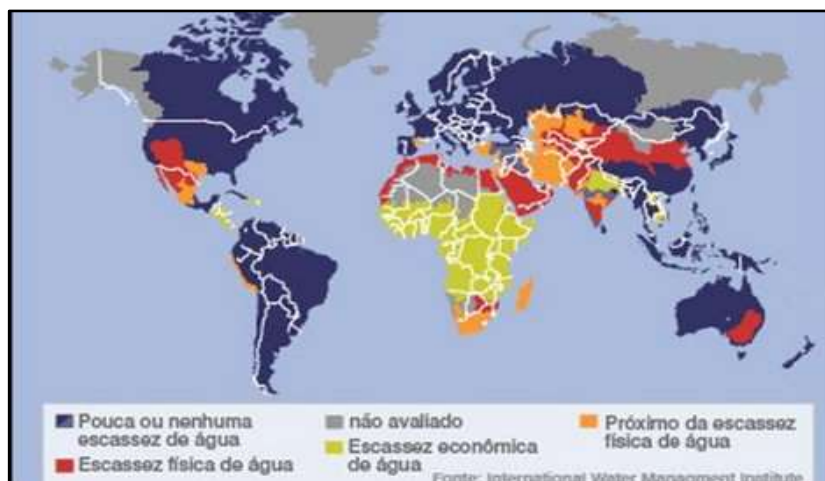 Pouca ou nenhuma
escassez de água
Escassez física de água
não avaliado
Escassez econômica
de água
Próximo da escassez
física de água
Fonte: International Water Managment Institute